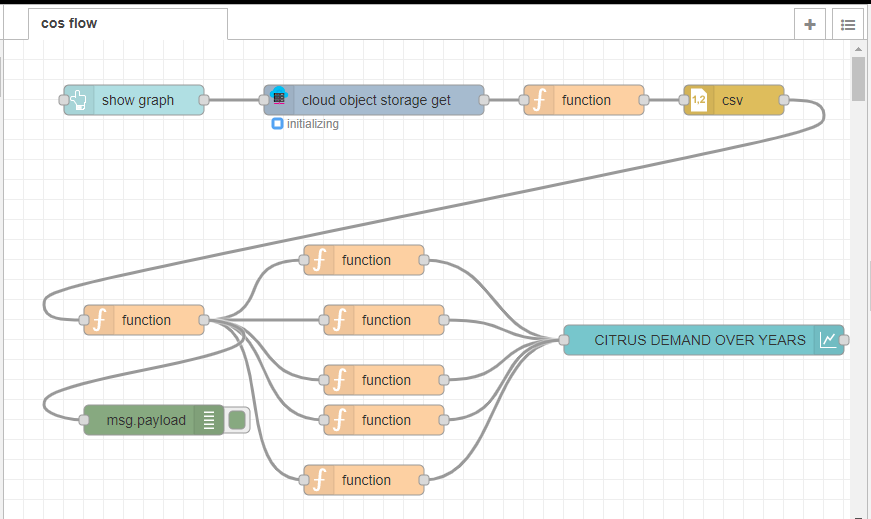 cos flow
show graph
cloud object storage get
function
1,2
csv
initializing
function
function
function
CITRUS DEMAND OVER YEARS
function
function
msg.payload
function